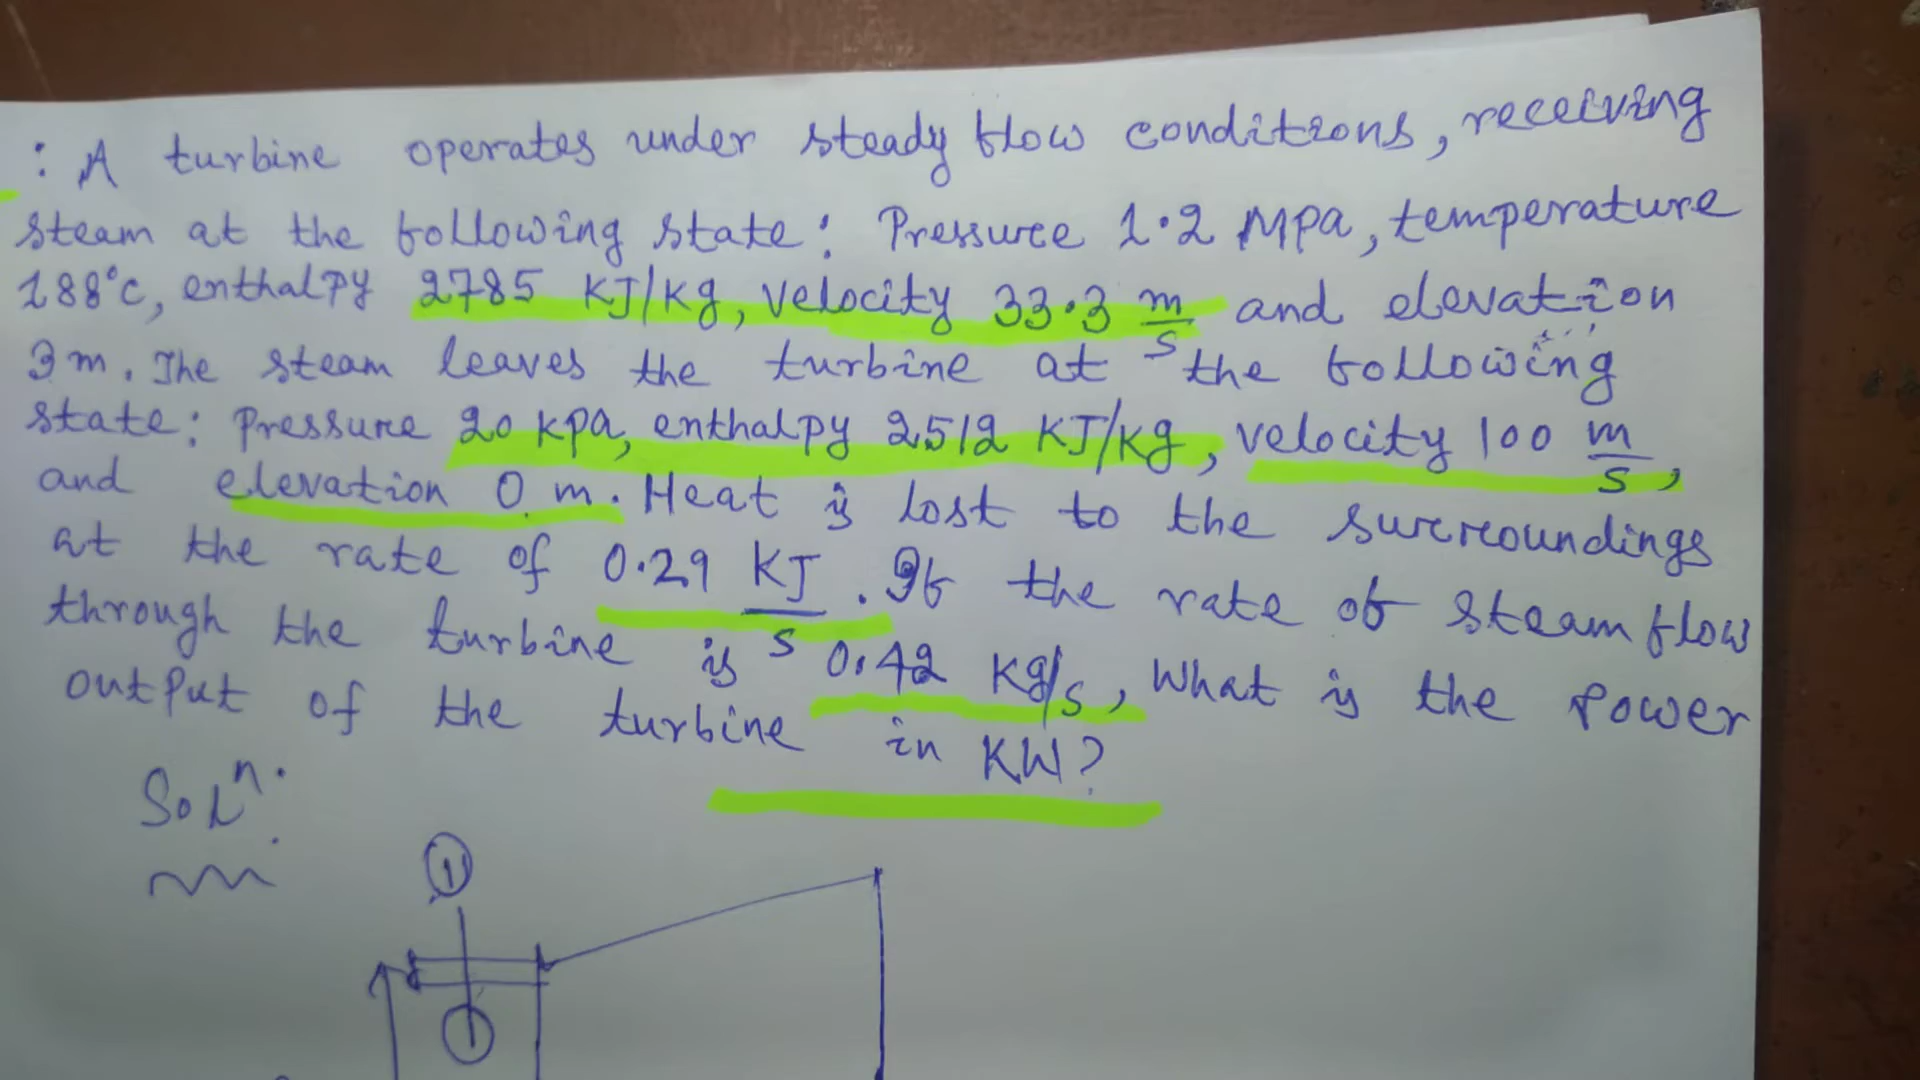 : A turbine operates under steady flow conditions, receiving
steam at the following state: Pressure 1.2 MPa, temperature
188°c, enthalpy 2785 KJ/kg, velocity 33.3 m/s and elevation
3m. The steam leaves the turbine at the following
state: Pressure 20 kPa, enthalpy 2512 KJ/kg, velocity 100 m/s,
and elevation 0 m. Heat is lost to the surroundings
at the rate of 0.29 KJ/s. If the rate of steam flow
through the turbine is 0.42 kg/s, What is the Power
output of the turbine in KW?
Solⁿ.
1